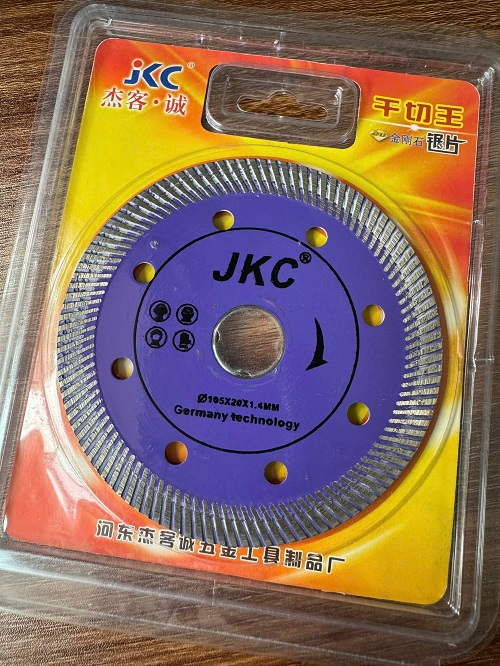 JKC®
杰客·诚
干切王
金刚石锯片
JKC®
Ø105X20X1.4MM
Germany technology
河东杰客诚五金工具制品厂